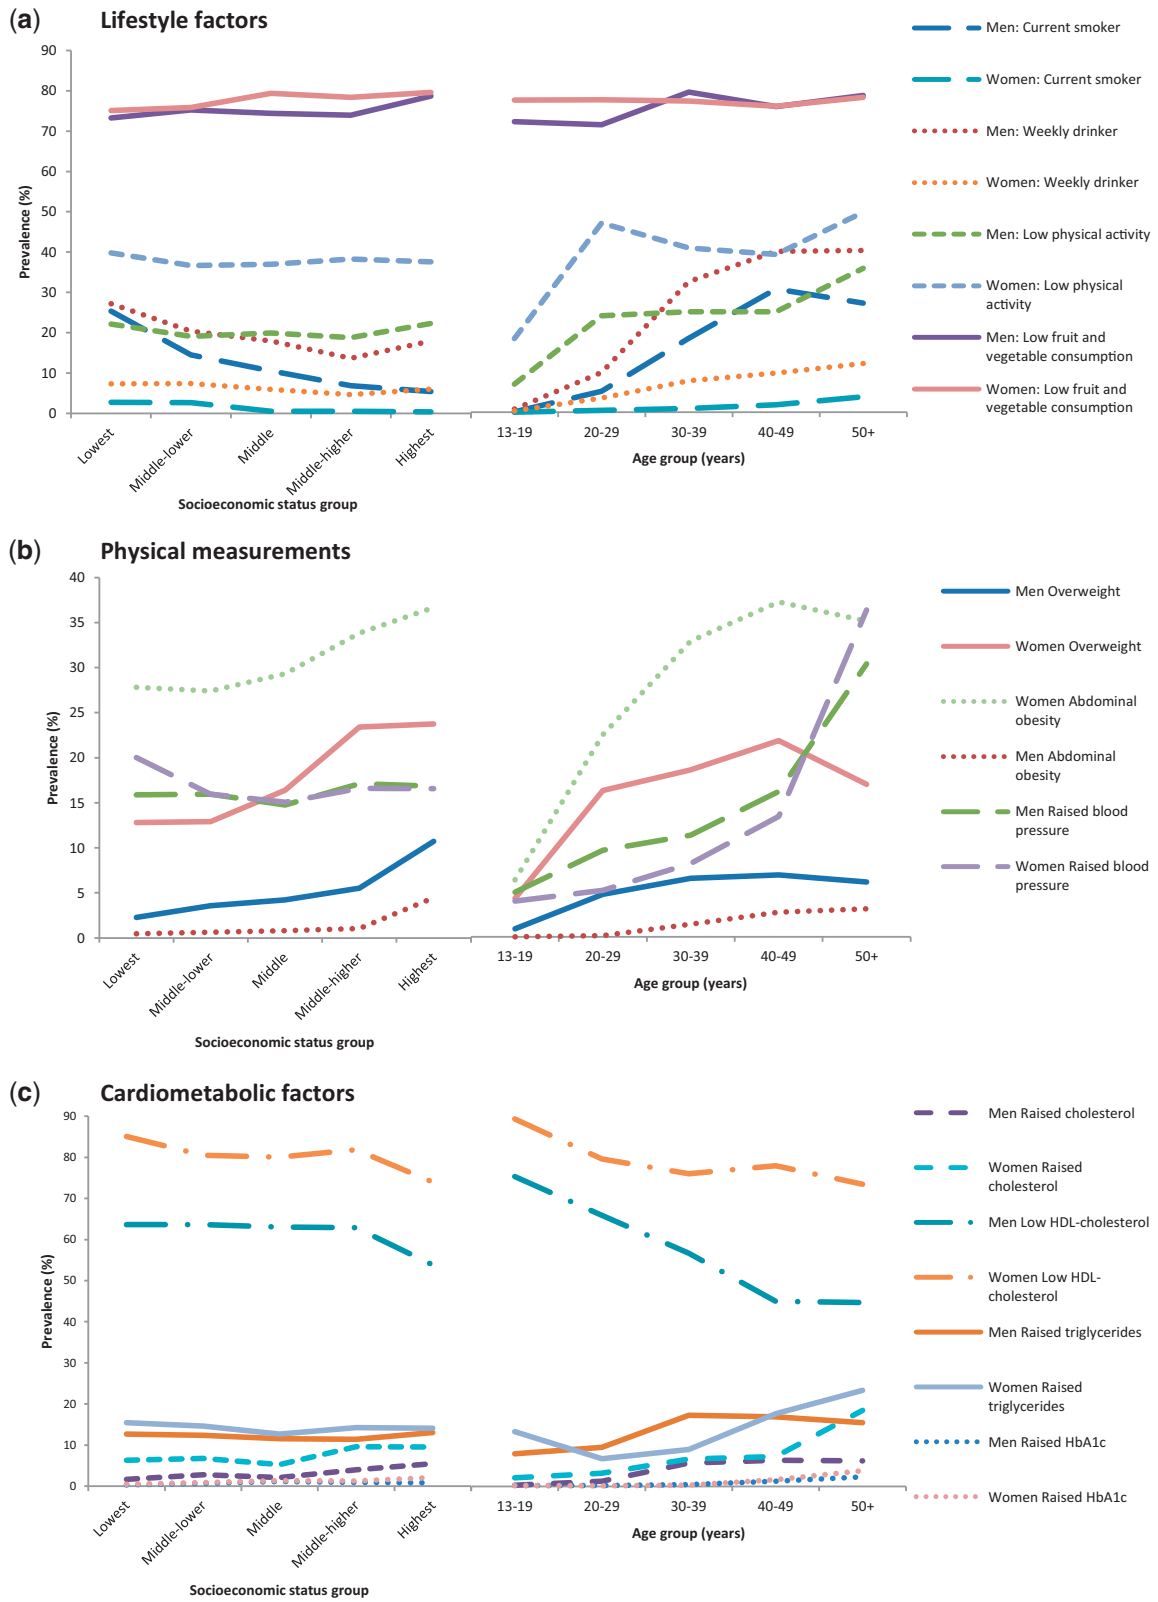 (a) Lifestyle factors
90
80
70
60
50
40
30
20
10
0
Prevalence (%)
Lowest
Middle-lower
Middle
Middle-higher
Highest
Socioeconomic status group
13-19
20-29
30-39
40-49
50+
Age group (years)
Men: Current smoker
Women: Current smoker
Men: Weekly drinker
Women: Weekly drinker
Men: Low physical activity
Women: Low physical
activity
Men: Low fruit and
vegetable consumption
Women: Low fruit and
vegetable consumption
(b) Physical measurements
40
35
30
25
20
15
10
5
0
Prevalence (%)
Lowest
Middle-lower
Middle
Middle-higher
Highest
Socioeconomic status group
13-19
20-29
30-39
40-49
50+
Age group (years)
Men Overweight
Women Overweight
Women Abdominal
obesity
Men Abdominal
obesity
Men Raised blood
pressure
Women Raised blood
pressure
(c) Cardiometabolic factors
90
80
70
60
50
40
30
20
10
0
Prevalence (%)
Lowest
Middle-lower
Middle
Middle-higher
Highest
Socioeconomic status group
13-19
20-29
30-39
40-49
50+
Age group (years)
Men Raised cholesterol
Women Raised
cholesterol
Men Low HDL-cholesterol
Women Low HDL-
cholesterol
Men Raised triglycerides
Women Raised
triglycerides
Men Raised HbA1c
Women Raised HbA1c